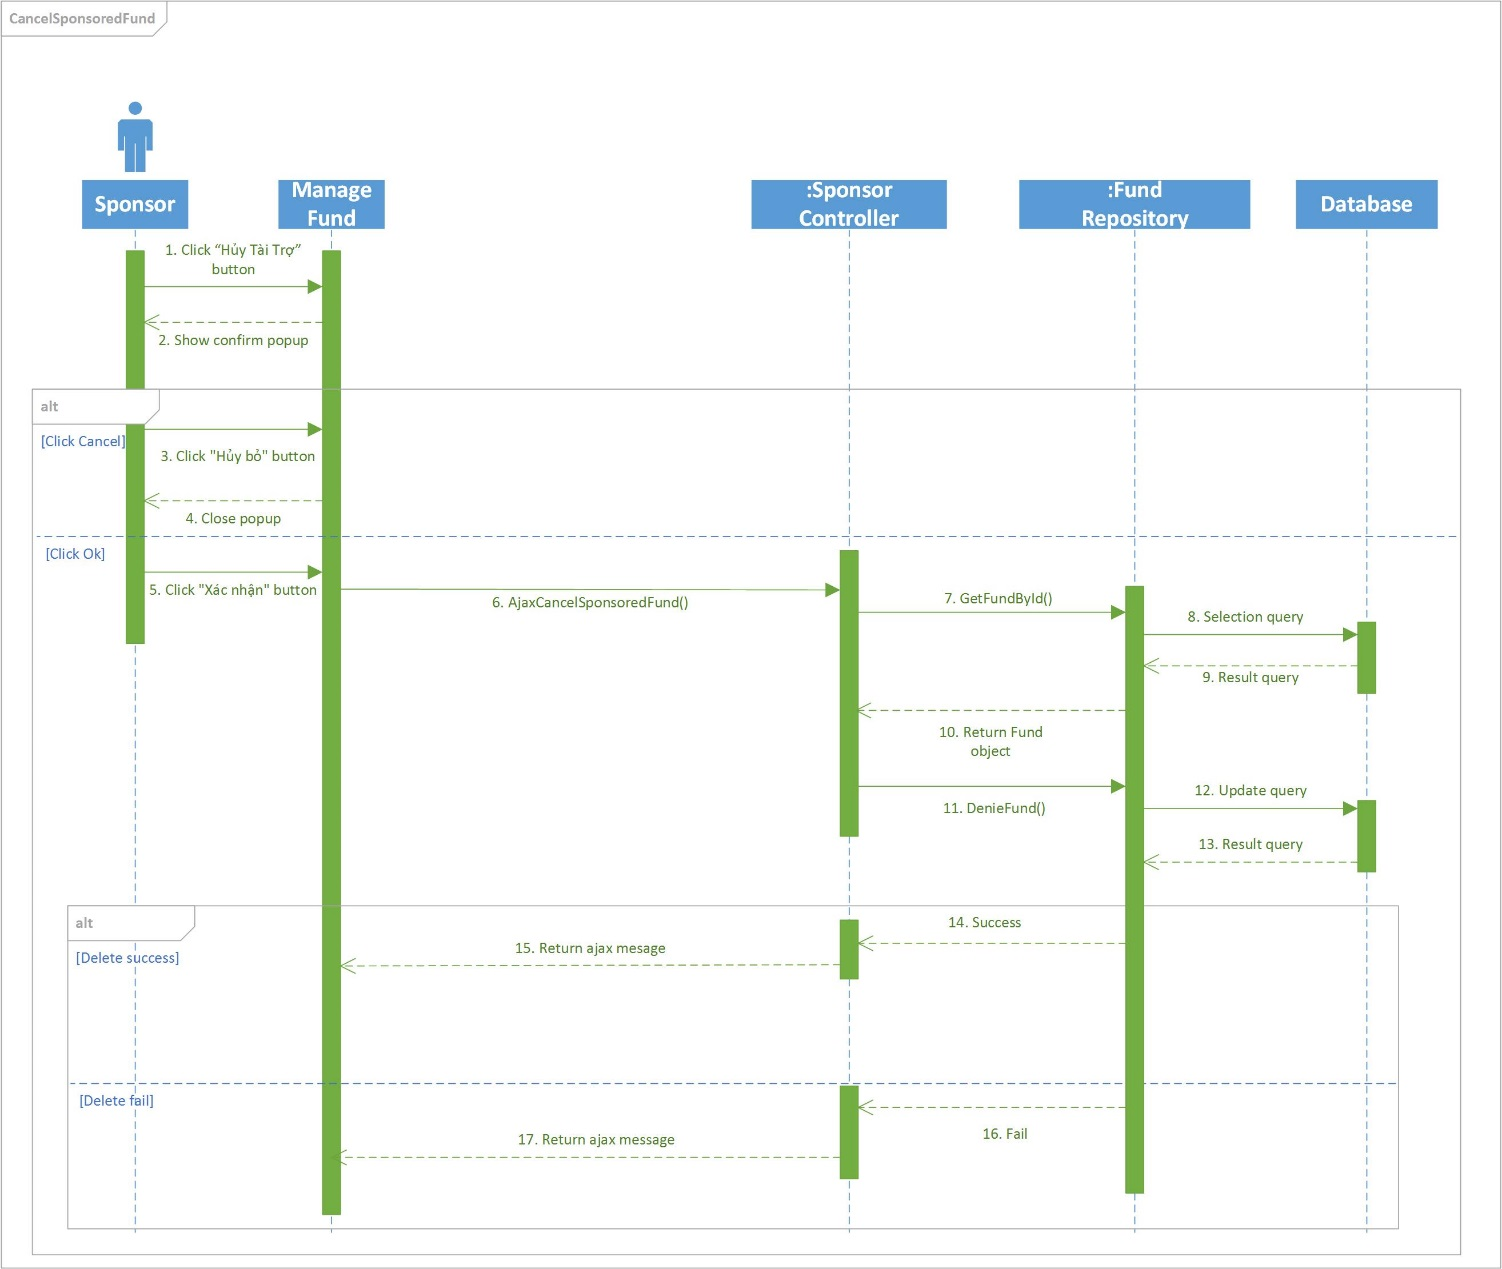 CancelSponsoredFund
Sponsor
Manage
Fund
:Sponsor
Controller
:Fund
Repository
Database
1. Click “Hủy Tài Trợ”
button
2. Show confirm popup
alt
[Click Cancel]
3. Click "Hủy bỏ" button
4. Close popup
[Click Ok]
5. Click "Xác nhận" button
6. AjaxCancelSponsoredFund()
7. GetFundById()
8. Selection query
9. Result query
10. Return Fund
object
11. DenieFund()
12. Update query
13. Result query
alt
[Delete success]
14. Success
15. Return ajax mesage
[Delete fail]
16. Fail
17. Return ajax message